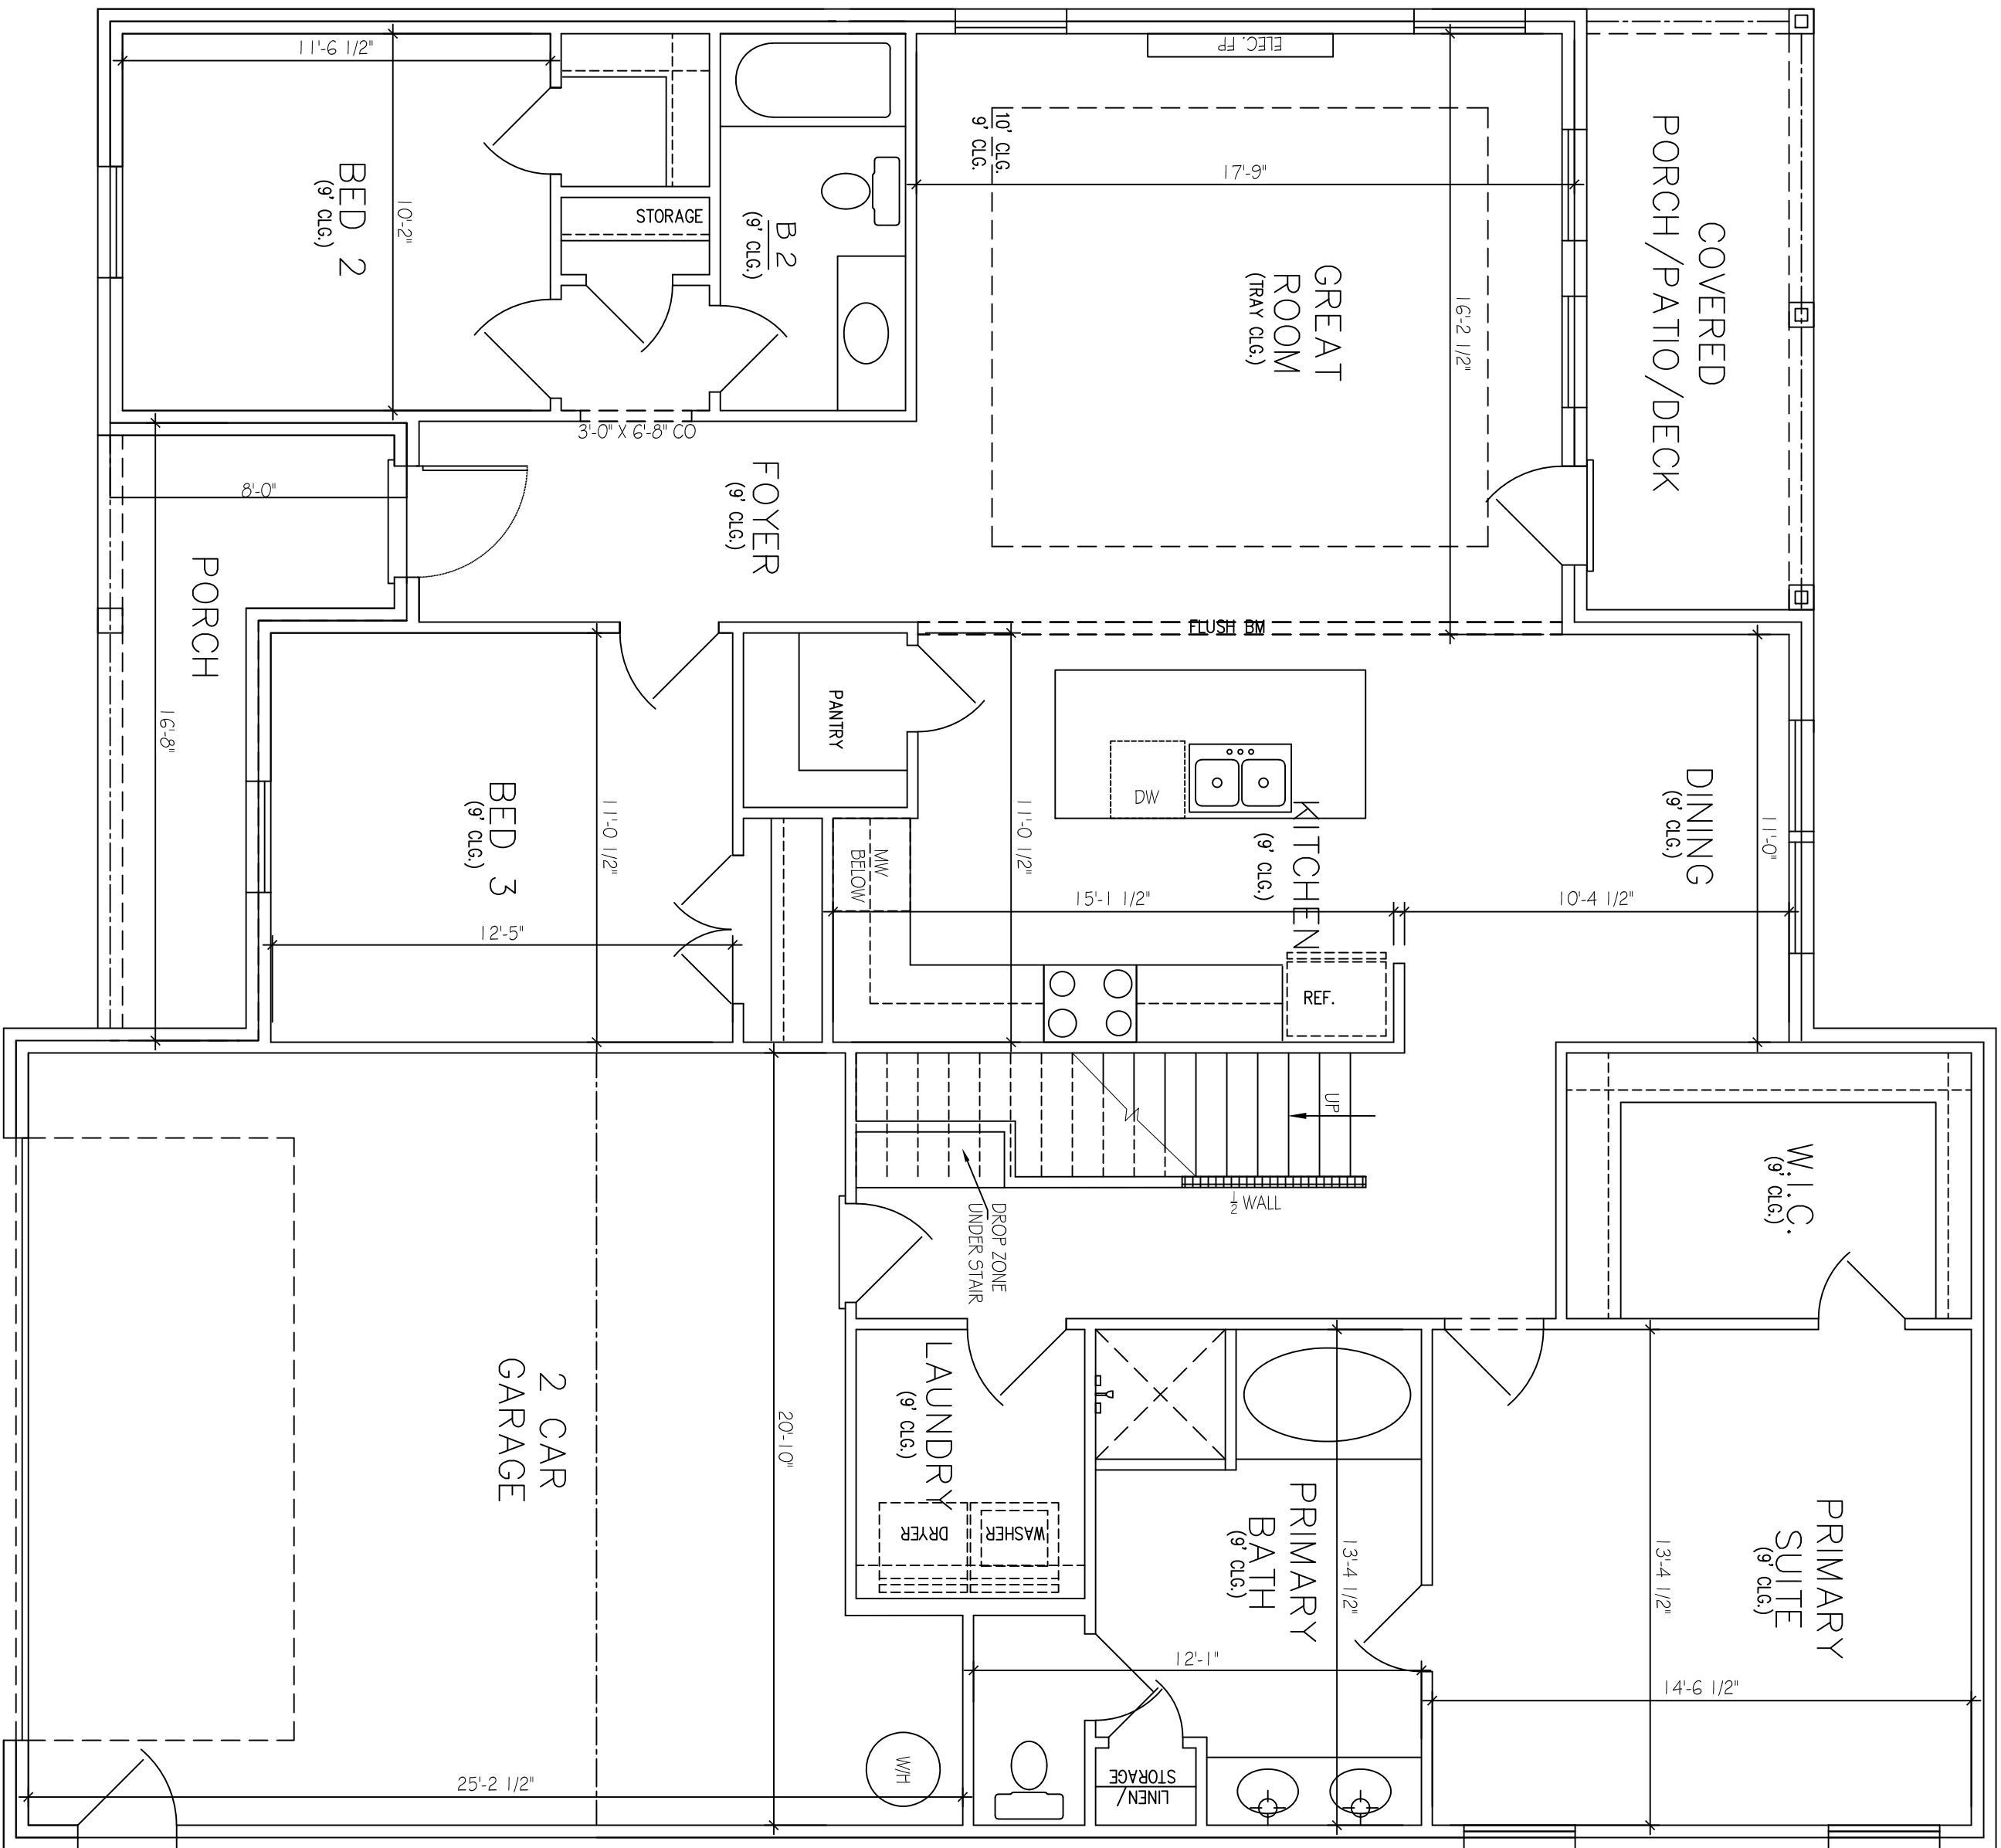 COVERED
PORCH/PATIO/DECK
ELEC. FP
10' CLG.
9' CLG.
17'-9"
GREAT
ROOM
(TRAY CLG.)
16'-2 1/2"
11'-6 1/2"
BED 2
(9' CLG.)
10'-2"
STORAGE
B 2
(9' CLG.)
3'-0" X 6'-8" CO
FOYER
(9' CLG.)
8'-0"
PORCH
16'-8"
FLUSH BM
PANTRY
DW
KITCHEN
(9' CLG.)
DINING
(9' CLG.)
11'-0"
BED 3
(9' CLG.)
11'-0 1/2"
11'-0 1/2"
MW
BELOW
15'-1 1/2"
10'-4 1/2"
12'-5"
REF.
UP
1/2 WALL
DROP ZONE
UNDER STAIR
W.I.C.
(9' CLG.)
2 CAR
GARAGE
20'-10"
LAUNDRY
(9' CLG.)
DRYER
WASHER
PRIMARY
BATH
(9' CLG.)
13'-4 1/2"
PRIMARY
SUITE
(9' CLG.)
13'-4 1/2"
12'-1"
14'-6 1/2"
25'-2 1/2"
W/H
LINEN/
STORAGE